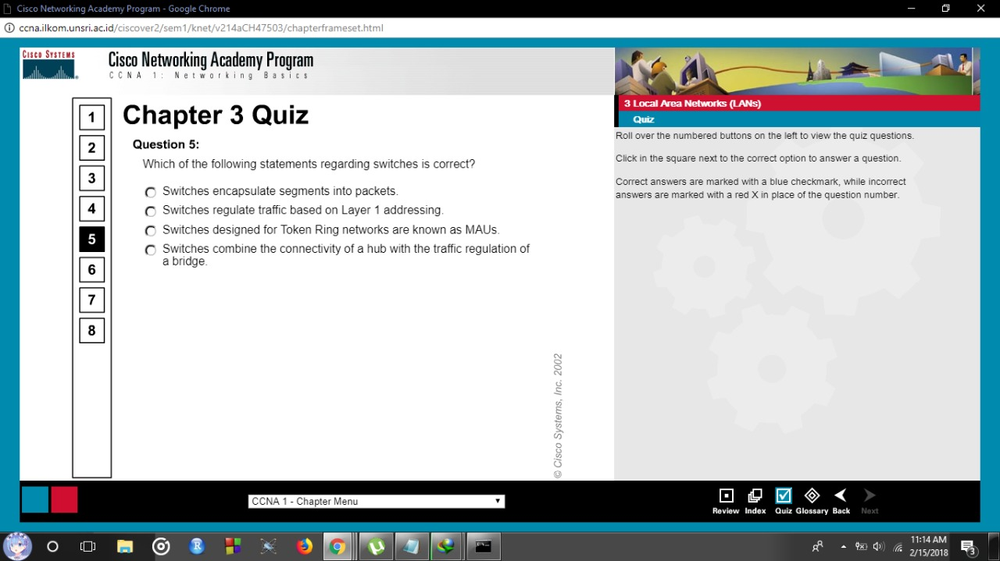 Cisco Networking Academy Program - Google Chrome
ccna.ilkom.unsri.ac.id/ciscover2/sem1/knet/v214aCH47503/chapterframeset.html
CISCO SYSTEMS
Cisco Networking Academy Program
CCNA 1: Networking Basics
3 Local Area Networks (LANs)
Quiz
1
2
3
4
5
6
7
8
Chapter 3 Quiz
Question 5:
Which of the following statements regarding switches is correct?
Switches encapsulate segments into packets.
Switches regulate traffic based on Layer 1 addressing.
Switches designed for Token Ring networks are known as MAUs.
Switches combine the connectivity of a hub with the traffic regulation of
a bridge.
© Cisco Systems, Inc. 2002
Roll over the numbered buttons on the left to view the quiz questions.
Click in the square next to the correct option to answer a question.
Correct answers are marked with a blue checkmark, while incorrect
answers are marked with a red X in place of the question number.
CCNA 1 - Chapter Menu
Review Index Quiz Glossary Back Next
11:14 AM
2/15/2018
3